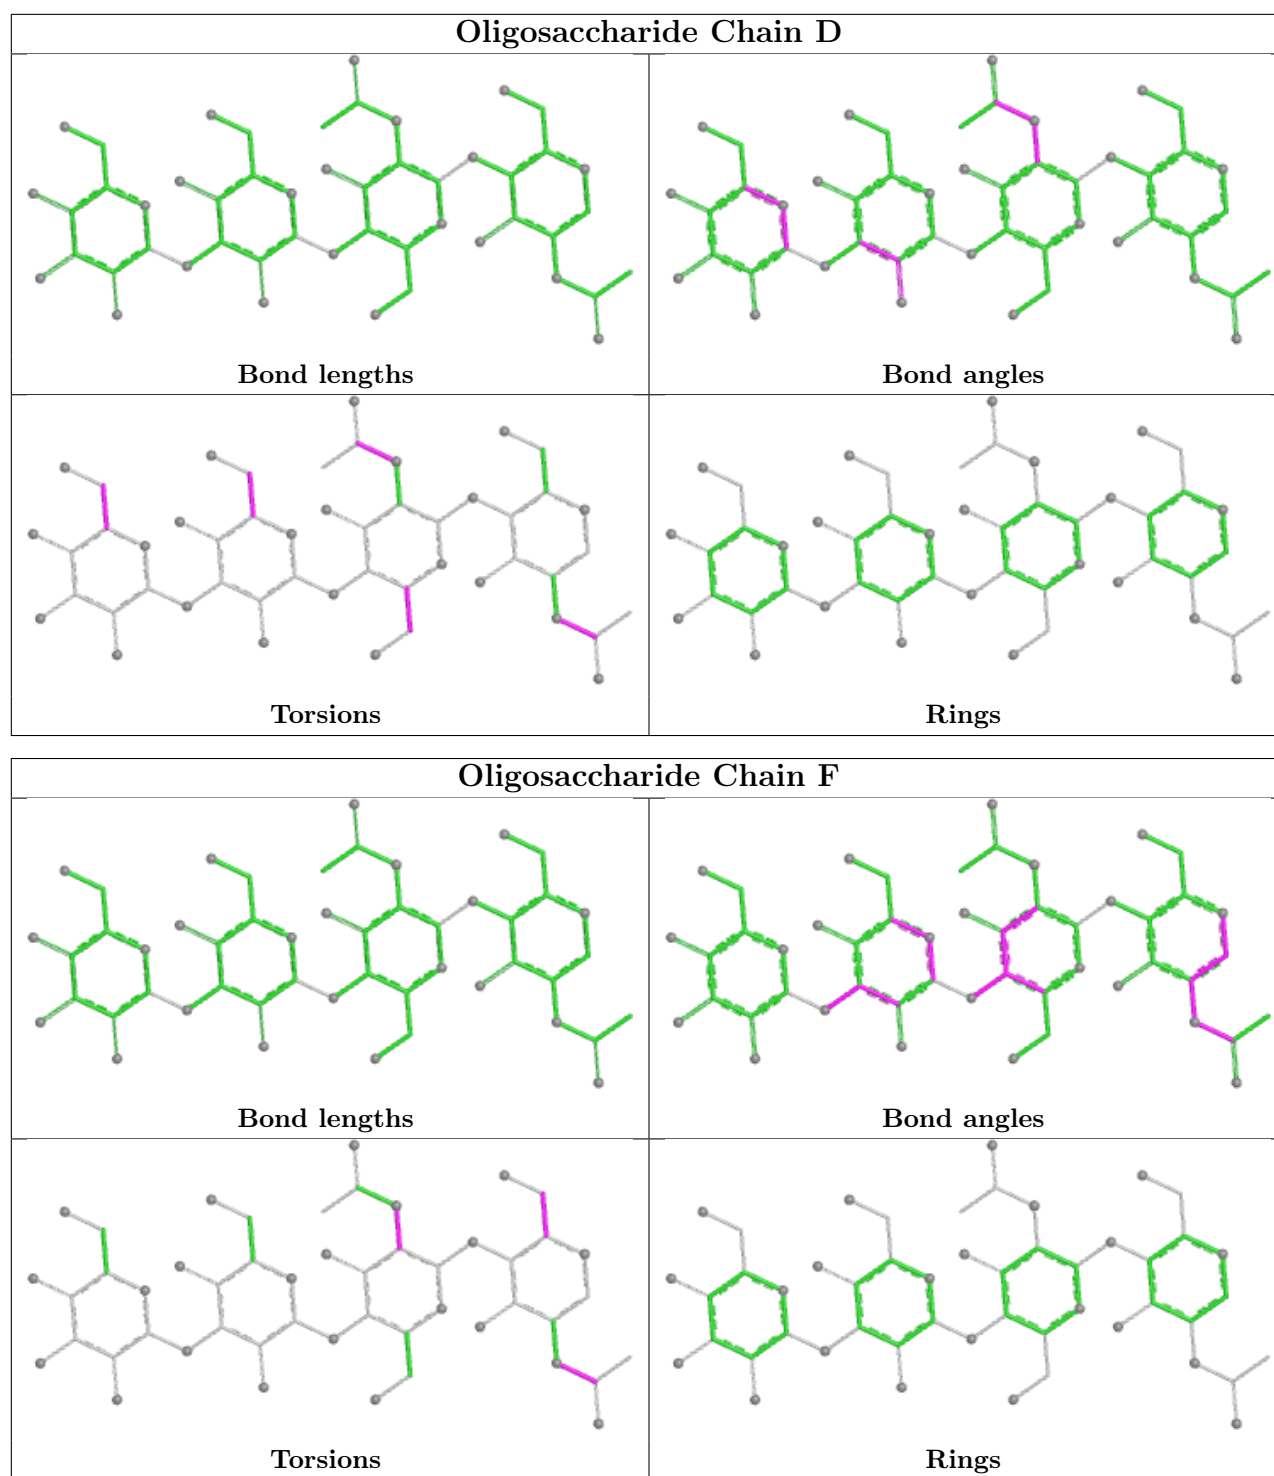 Oligosaccharide Chain D
Bond lengths
Bond angles
Torsions
Rings
Oligosaccharide Chain F
Bond lengths
Bond angles
Torsions
Rings